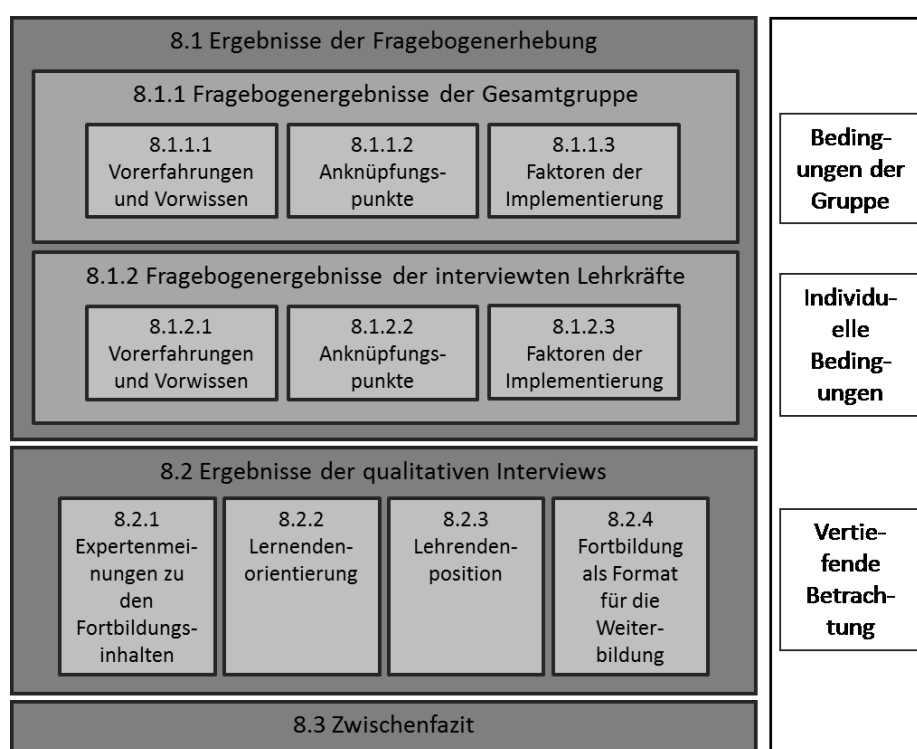 8.1 Ergebnisse der Fragebogenerhebung
8.1.1 Fragebogenergebnisse der Gesamtgruppe
8.1.1.1
Vorerfahrungen
und Vorwissen
8.1.1.2
Anknüpfungs-
punkte
8.1.1.3
Faktoren der
Implementierung
Beding-
ungen der
Gruppe
8.1.2 Fragebogenergebnisse der interviewten Lehrkräfte
8.1.2.1
Vorerfahrungen
und Vorwissen
8.1.2.2
Anknüpfungs-
punkte
8.1.2.3
Faktoren der
Implementierung
Individu-
elle
Beding-
ungen
8.2 Ergebnisse der qualitativen Interviews
8.2.1
Expertenmei-
nungen zu
den
Fortbildungs-
inhalten
8.2.2
Lernenden-
orientierung
8.2.3
Lehrenden-
position
8.2.4
Fortbildung
als Format
für die
Weiter-
bildung
Vertie-
fende
Betrach-
tung
8.3 Zwischenfazit